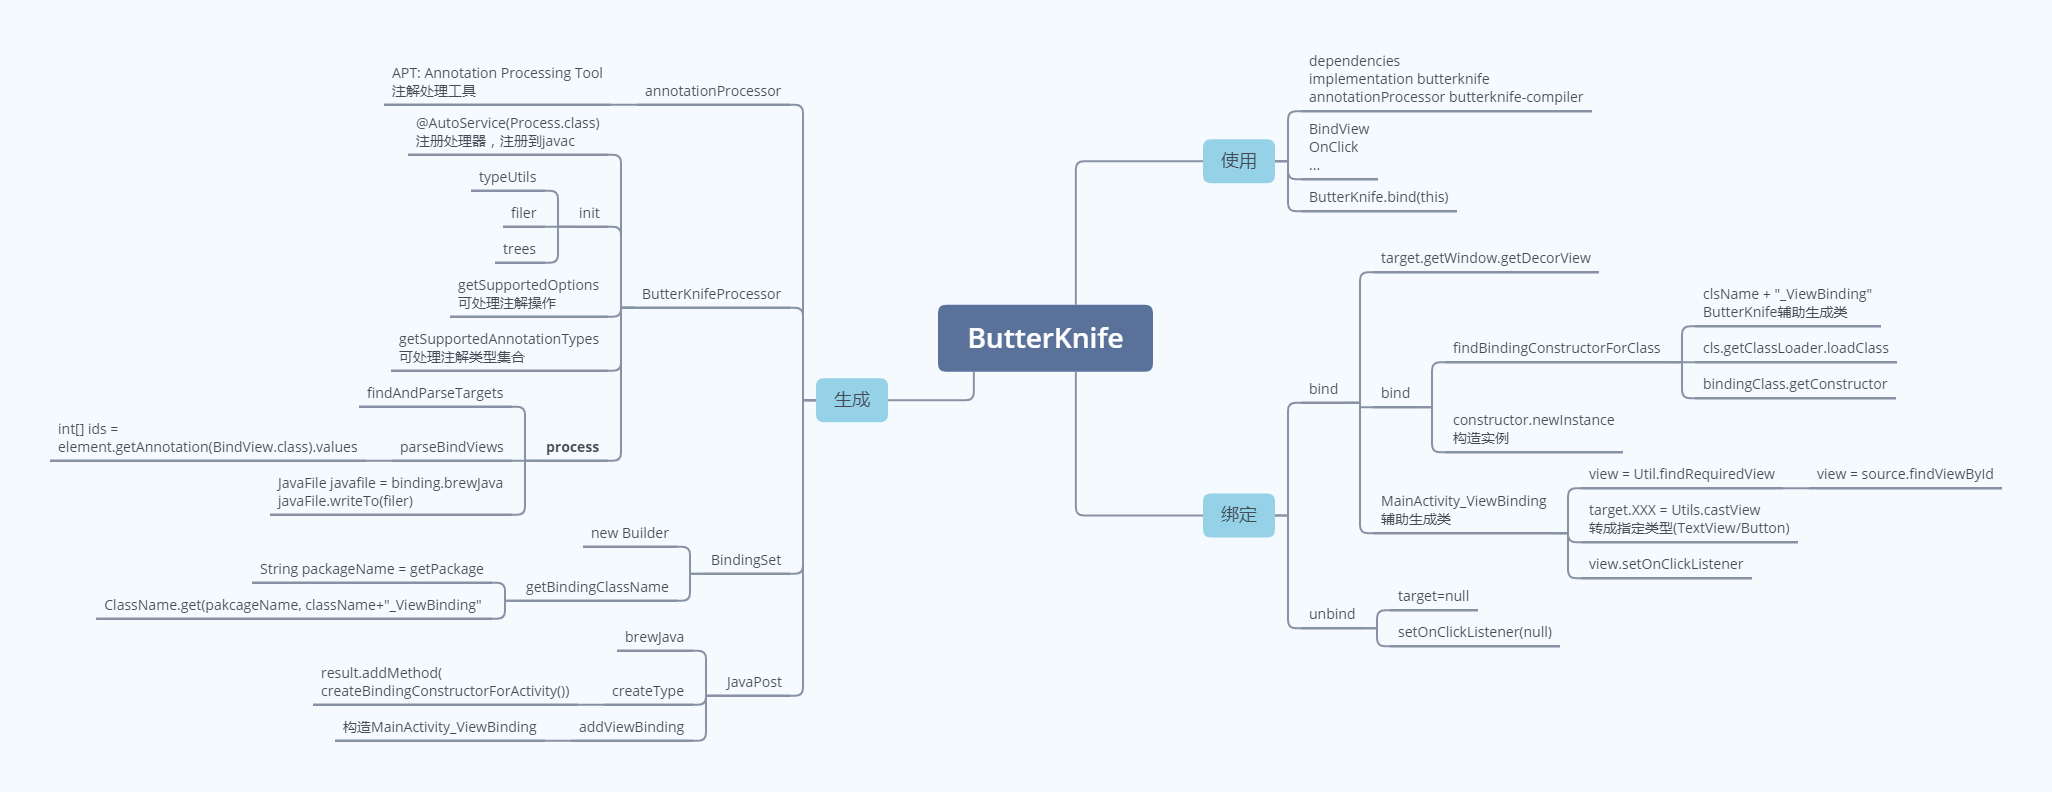 ButterKnife
使用
dependencies
implementation butterknife
annotationProcessor butterknife-compiler
BindView
OnClick
...
ButterKnife.bind(this)
绑定
bind
target.getWindow.getDecorView
bind
findBindingConstructorForClass
clsName + "_ViewBinding"
ButterKnife辅助生成类
cls.getClassLoader.loadClass
bindingClass.getConstructor
constructor.newInstance
构造实例
MainActivity_ViewBinding
辅助生成类
view = Util.findRequiredView
view = source.findViewById
target.XXX = Utils.castView
转成指定类型(TextView/Button)
view.setOnClickListener
unbind
target=null
setOnClickListener(null)
生成
annotationProcessor
APT: Annotation Processing Tool
注解处理工具
ButterKnifeProcessor
@AutoService(Process.class)
注册处理器，注册到javac
init
typeUtils
filer
trees
getSupportedOptions
可处理注解操作
getSupportedAnnotationTypes
可处理注解类型集合
process
findAndParseTargets
parseBindViews
int[] ids =
element.getAnnotation(BindView.class).values
JavaFile javafile = binding.brewJava
javaFile.writeTo(filer)
BindingSet
new Builder
getBindingClassName
String packageName = getPackage
ClassName.get(pakcageName, className+"_ViewBinding"
JavaPost
brewJava
createType
result.addMethod(
createBindingConstructorForActivity())
addViewBinding
构造MainActivity_ViewBinding